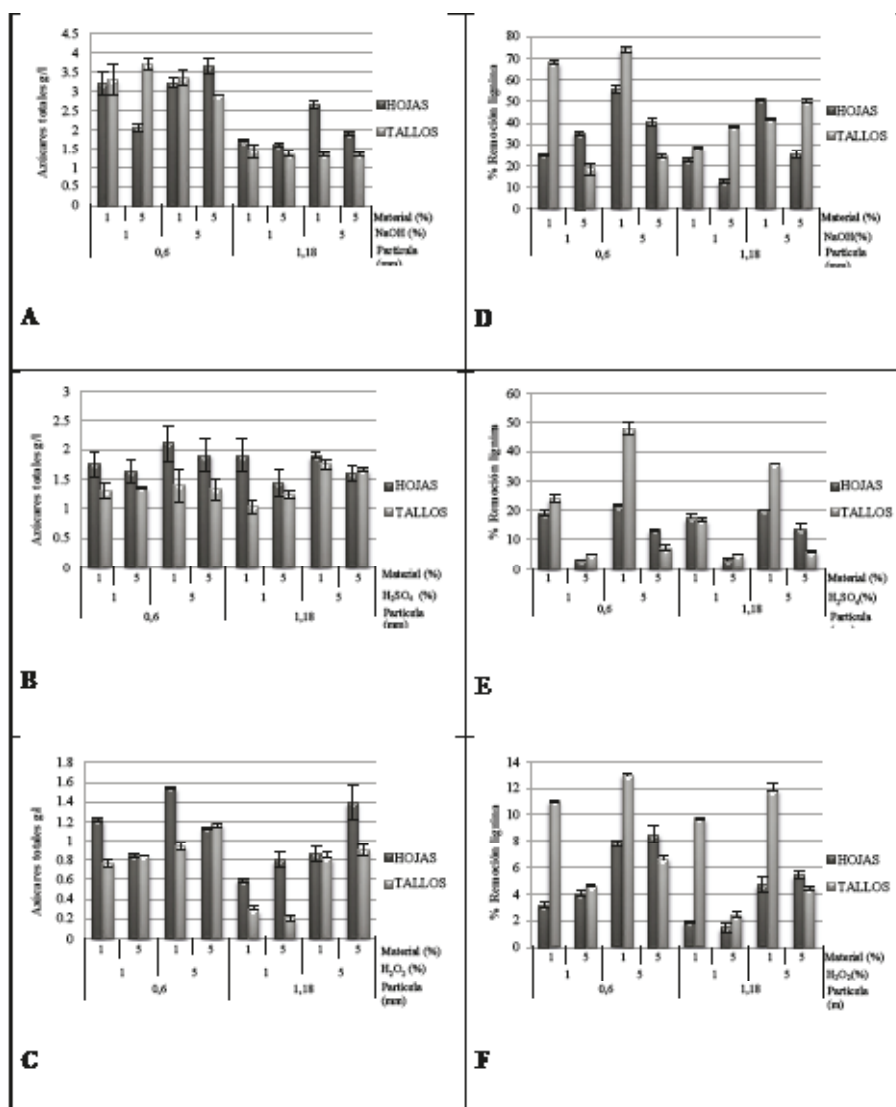 4.5
4
3.5
3
2.5
2
1.5
1
0.5
0
Azúcares totales g/l
HOJAS
TALLOS
1 5 1 5 1 5 1 5 Material (%)
1 5 1 5 NaOH (%)
0,6 1,18 Partícula
(mm)
A
80
70
60
50
40
30
20
10
0
% Remoción lignina
HOJAS
TALLOS
1 5 1 5 1 5 1 5 Material (%)
1 5 1 5 NaOH(%)
0,6 1,18 Partícula
(mm)
D
3
2.5
2
1.5
1
0.5
0
Azúcares totales g/l
HOJAS
TALLOS
1 5 1 5 1 5 1 5 Material (%)
1 5 1 5 H₂SO₄ (%)
0,6 1,18 Partícula
(mm)
B
60
50
40
30
20
10
0
% Remoción lignina
HOJAS
TALLOS
1 5 1 5 1 5 1 5 Material (%)
1 5 1 5 H₂SO₄(%)
0,6 1,18 Partícula
E
1.8
1.6
1.4
1.2
1
0.8
0.6
0.4
0.2
0
Azúcares totales g/l
HOJAS
TALLOS
1 5 1 5 1 5 1 5 Material (%)
1 5 1 5 H₂O₂ (%)
0,6 1,18 Partícula
(mm)
C
14
12
10
8
6
4
2
0
% Remoción lignina
HOJAS
TALLOS
1 5 1 5 1 5 1 5 Material (%)
1 5 1 5 H₂O₂(%)
0,6 1,18 Partícula
(m)
F